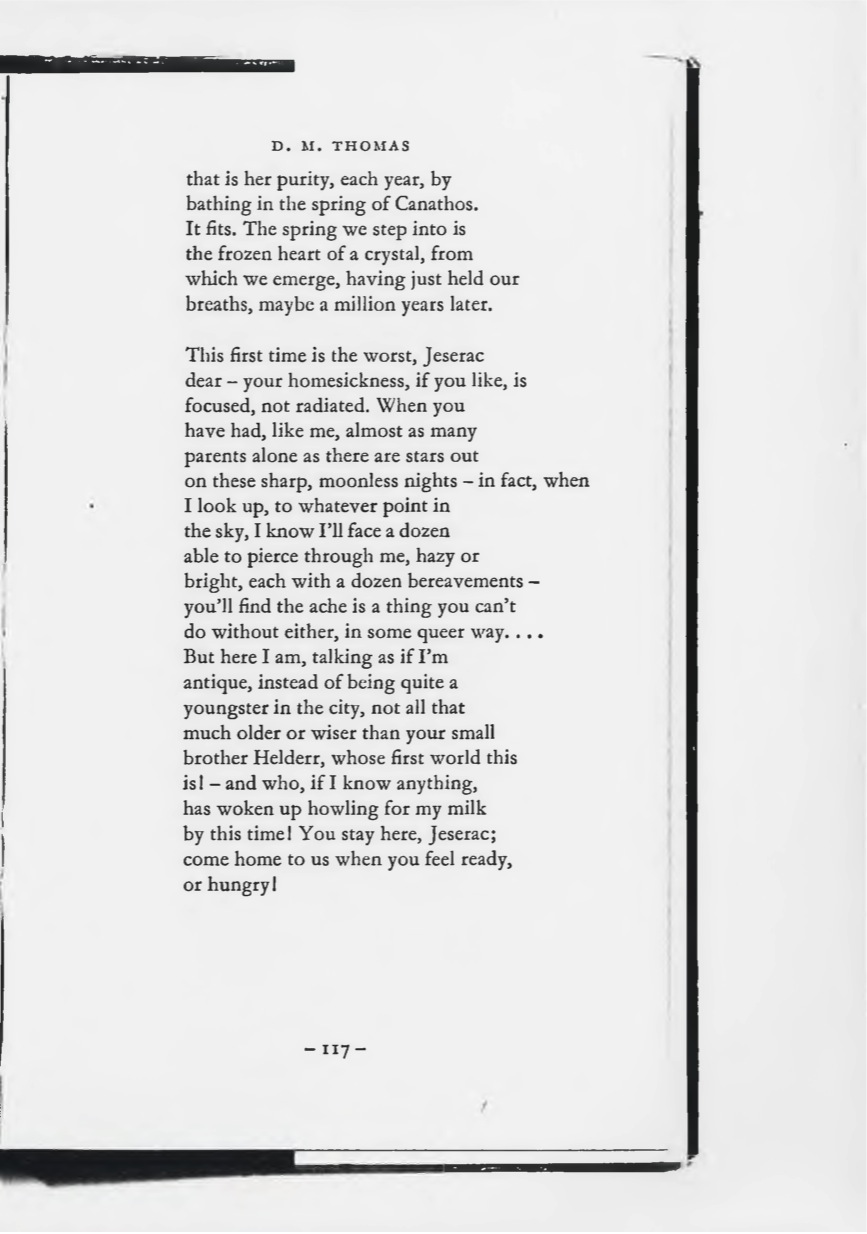 D. M. THOMAS
that is her purity, each year, by
bathing in the spring of Canathos.
It fits. The spring we step into is
the frozen heart of a crystal, from
which we emerge, having just held our
breaths, maybe a million years later.

This first time is the worst, Jeserac
dear – your homesickness, if you like, is
focused, not radiated. When you
have had, like me, almost as many
parents alone as there are stars out
on these sharp, moonless nights – in fact, when
I look up, to whatever point in
the sky, I know I'll face a dozen
able to pierce through me, hazy or
bright, each with a dozen bereavements –
you'll find the ache is a thing you can't
do without either, in some queer way. . . .
But here I am, talking as if I'm
antique, instead of being quite a
youngster in the city, not all that
much older or wiser than your small
brother Helderr, whose first world this
is! – and who, if I know anything,
has woken up howling for my milk
by this time! You stay here, Jeserac;
come home to us when you feel ready,
or hungry!

– 117 –